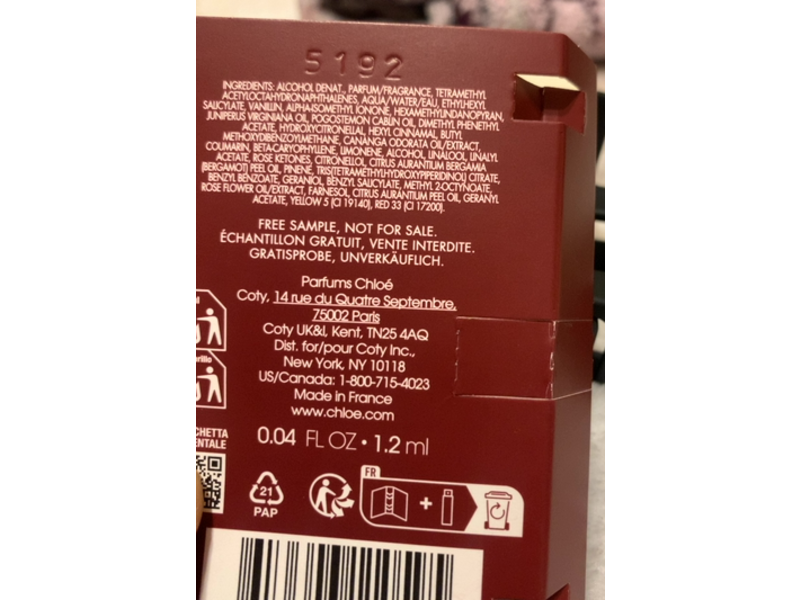 5192
INGREDIENTS: ALCOHOL DENAT., PARFUM/FRAGRANCE, TETRAMETHYL
ACETYLOCTAHYDRONAPHTHALENES, AQUA/WATER/EAU, ETHYLHEXYL
SALICYLATE, VANILLIN, ALPHA-ISOMETHYL IONONE, HEXAMETHYLINDANOPYRAN,
JUNIPERUS VIRGINIANA OIL, POGOSTEMON CABLIN OIL, DIMETHYL PHENETHYL
ACETATE, HYDROXYCITRONELLAL, HEXYL CINNAMAL, BUTYL
METHOXYDIBENZOYLMETHANE, CANANGA ODORATA OIL/EXTRACT,
COUMARIN, BETA-CARYOPHYLLENE, LIMONENE, ALCOHOL, LINALOOL, LINALYL
ACETATE, ROSE KETONES, CITRONELLOL, CITRUS AURANTIUM BERGAMIA
(BERGAMOT) PEEL OIL, PINENE, TRIS(TETRAMETHYLHYDROXYPIPERIDINOL) CITRATE,
BENZYL BENZOATE, GERANIOL, BENZYL SALICYLATE, METHYL 2-OCTYNOATE,
ROSE FLOWER OIL/EXTRACT, FARNESOL, CITRUS AURANTIUM PEEL OIL, GERANYL
ACETATE, YELLOW 5 (CI 19140), RED 33 (CI 17200).
FREE SAMPLE, NOT FOR SALE.
ÉCHANTILLON GRATUIT, VENTE INTERDITE.
GRATISPROBE, UNVERKÄUFLICH.
Parfums Chloé
Coty, 14 rue du Quatre Septembre,
75002 Paris
Coty UK&I, Kent, TN25 4AQ
Dist. for/pour Coty Inc.,
New York, NY 10118
US/Canada: 1-800-715-4023
Made in France
www.chloe.com
0.04 FL OZ • 1.2 ml
21
PAP
FR
+